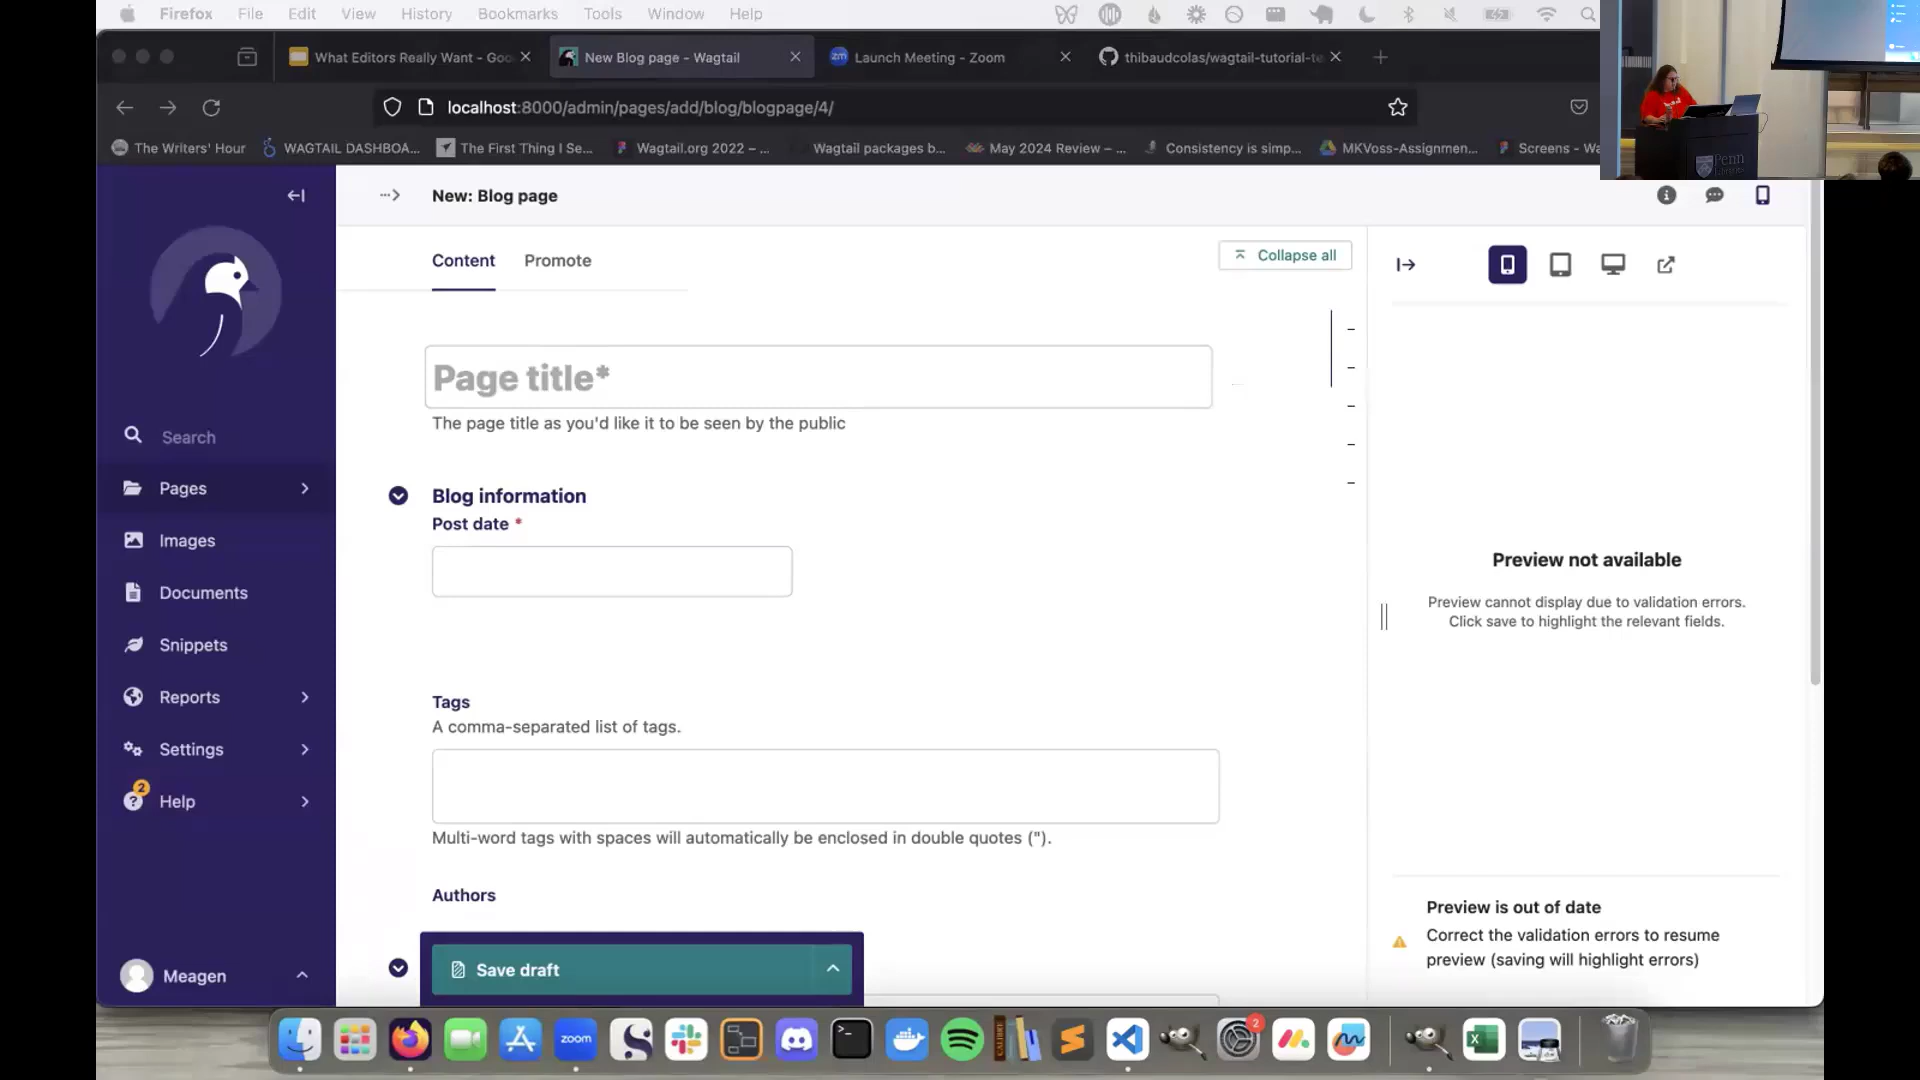 Firefox File Edit View History Bookmarks Tools Window Help
What Editors Really Want - Goo
New Blog page - Wagtail
Launch Meeting - Zoom
thibaudcolas/wagtail-tutorial-te
localhost:8000/admin/pages/add/blog/blogpage/4/
The Writers' Hour
WAGTAIL DASHBOA...
The First Thing I Se...
Wagtail.org 2022 – ...
Wagtail packages b...
May 2024 Review – ...
Consistency is simp...
MKVoss-Assignmen...
Screens - Wa
Penn
New: Blog page
Content
Promote
Collapse all
Page title*
The page title as you'd like it to be seen by the public
Search
Pages
Images
Documents
Snippets
Reports
Settings
2
Help
Meagen
Blog information
Post date *
Tags
A comma-separated list of tags.
Multi-word tags with spaces will automatically be enclosed in double quotes (").
Authors
Save draft
Preview not available
Preview cannot display due to validation errors.
Click save to highlight the relevant fields.
Preview is out of date
Correct the validation errors to resume
preview (saving will highlight errors)
zoom
2